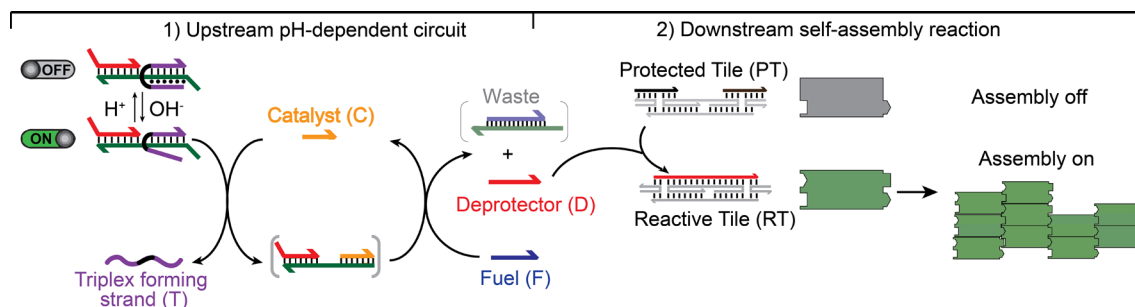 1) Upstream pH-dependent circuit
2) Downstream self-assembly reaction
OFF
H+ OH-
ON
Catalyst (C)
Waste
+
Deprotector (D)
Triplex forming
strand (T)
Fuel (F)
Protected Tile (PT)
Reactive Tile (RT)
Assembly off
Assembly on